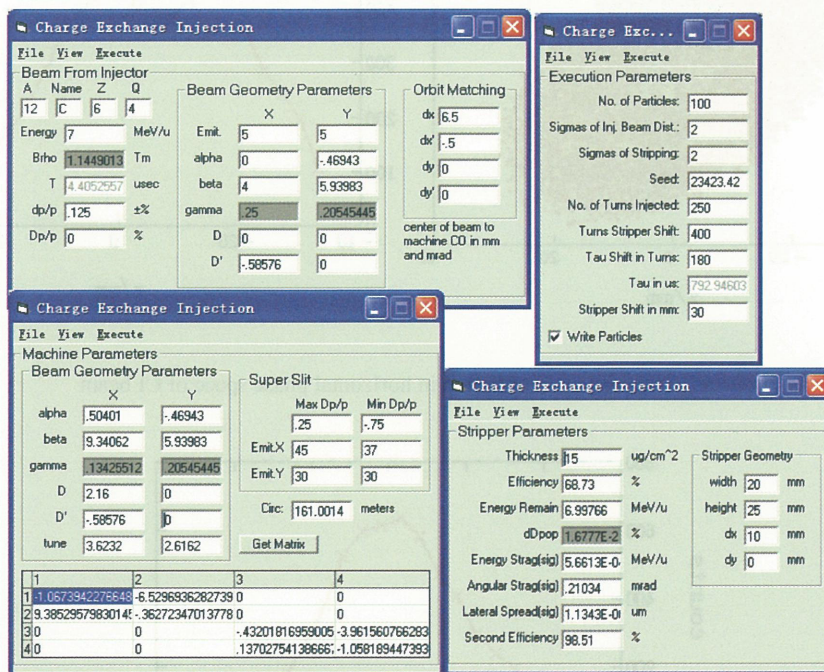 Charge Exchange Injection
File View Execute
Beam From Injector
A Name Z Q
12 C 6 4
Energy 7 MeV/u
Brho 1.1449013 Tm
T 4.4052557 usec
dp/p .125 ±%
Dp/p 0 %
Beam Geometry Parameters
X Y
Emit. 5 5
alpha 0 -.46943
beta 4 5.93983
gamma .25 .20545445
D 0 0
D' -.58576 0
Orbit Matching
dx 6.5
dx' -.5
dy 0
dy' 0
center of beam to
machine CO in mm
and mrad
Charge Exc...
File View Execute
Execution Parameters
No. of Particles: 100
Sigmas of Inj. Beam Dist.: 2
Sigmas of Stripping: 2
Seed: 23423.42
No. of Turns Injected: 250
Turns Stripper Shift: 400
Tau Shift in Turns: 180
Tau in us: 792.94603
Stripper Shift in mm: 30
Write Particles
Charge Exchange Injection
File View Execute
Machine Parameters
Beam Geometry Parameters
X Y
alpha .50401 -.46943
beta 9.34062 5.93983
gamma .13425512 .20545445
D 2.16 0
D' -.58576 0
tune 3.6232 2.6162
Super Slit
Max Dp/p Min Dp/p
.25 -.75
Emit.X 45 37
Emit.Y 30 30
Circ: 161.0014 meters
Get Matrix
1 2 3 4
1 -1.0673942276648 -6.5296936282739 0 0
2 9.3852957983014 -.36272347013778 0 0
3 0 0 -.43201816959005 -3.961560766283
4 0 0 .1370275413866 -1.058189447393
Charge Exchange Injection
File View Execute
Stripper Parameters
Thickness 15 ug/cm^2
Efficiency 68.73 %
Energy Remain 6.99766 MeV/u
dDpop 1.6777E-2 %
Energy Strag(sig) 5.6613E-0 MeV/u
Angular Strag(sig) .21034 mrad
Lateral Spread(sig) 1.1343E-0 um
Second Efficiency 98.51 %
Stripper Geometry
width 20 mm
height 25 mm
dx 10 mm
dy 0 mm